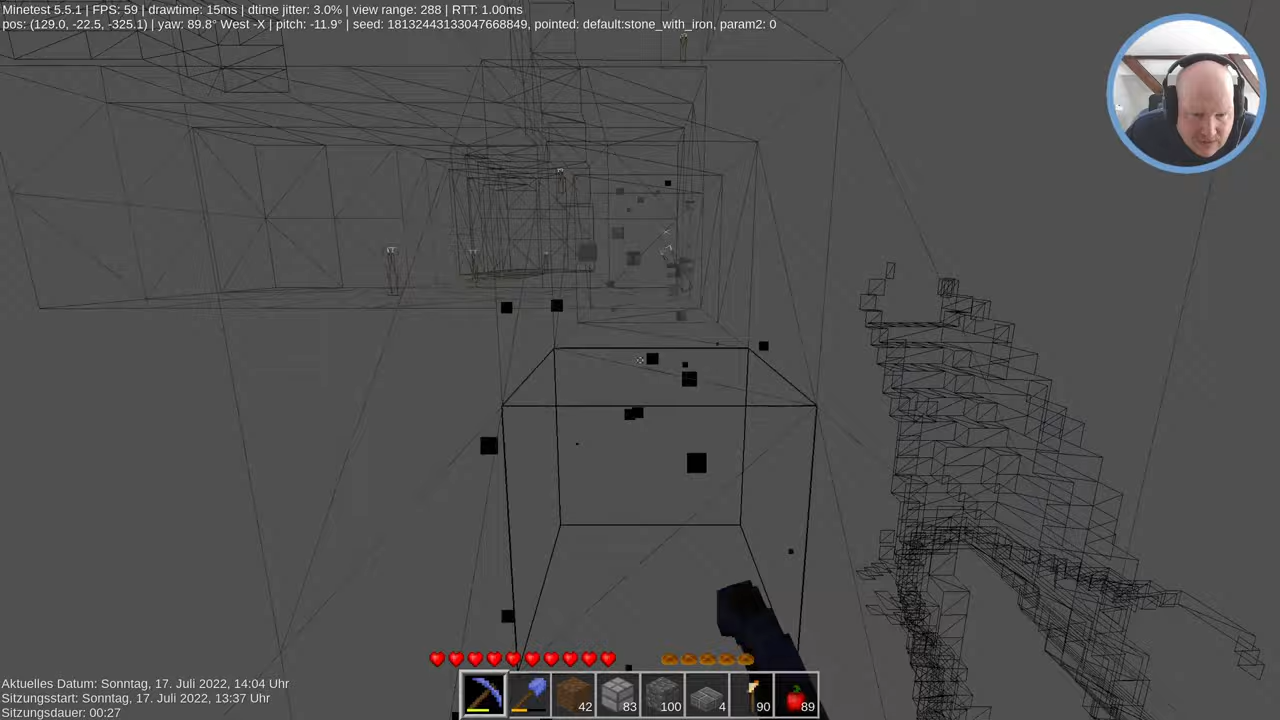 Minetest 5.5.1 | FPS: 59 | drawtime: 15ms | dtime jitter: 3.0% | view range: 288 | RTT: 1.00ms
pos: (129.0, -22.5, -325.1) | yaw: 89.8° West -X | pitch: -11.9° | seed: 18132443133047668849, pointed: default:stone_with_iron, param2: 0
42 83 100 4 90 89
Aktuelles Datum: Sonntag, 17. Juli 2022, 14:04 Uhr
Sitzungsstart: Sonntag, 17. Juli 2022, 13:37 Uhr
Sitzungsdauer: 00:27